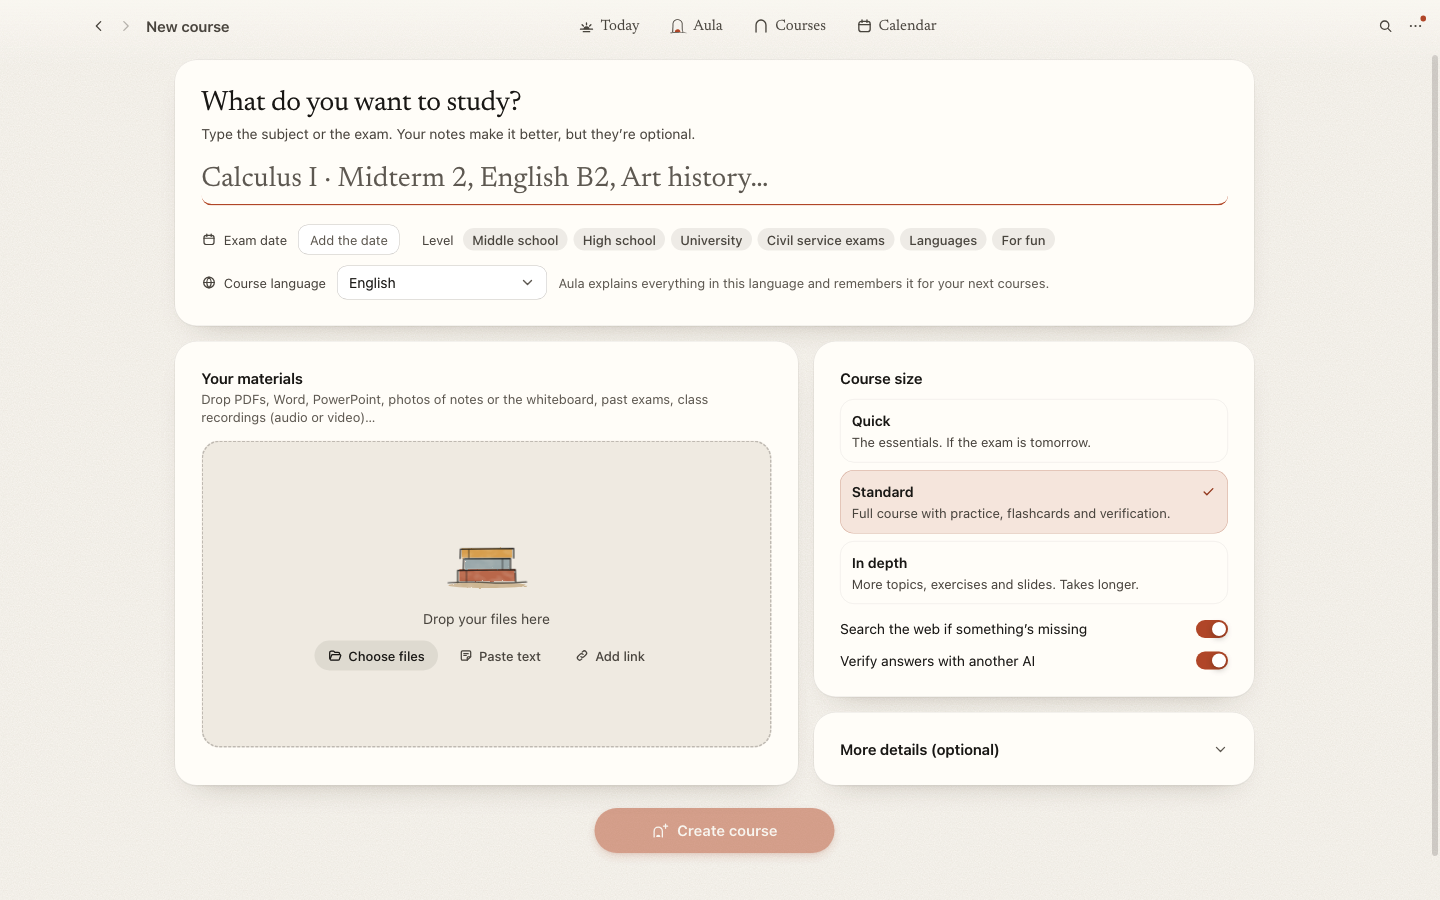 New course
Today
Aula
Courses
Calendar
What do you want to study?
Type the subject or the exam. Your notes make it better, but they’re optional.
Calculus I · Midterm 2, English B2, Art history…
Exam date
Add the date
Level
Middle school
High school
University
Civil service exams
Languages
For fun
Course language
English
Aula explains everything in this language and remembers it for your next courses.
Your materials
Drop PDFs, Word, PowerPoint, photos of notes or the whiteboard, past exams, class
recordings (audio or video)…
Drop your files here
Choose files
Paste text
Add link
Course size
Quick
The essentials. If the exam is tomorrow.
Standard
Full course with practice, flashcards and verification.
In depth
More topics, exercises and slides. Takes longer.
Search the web if something’s missing
Verify answers with another AI
More details (optional)
Create course